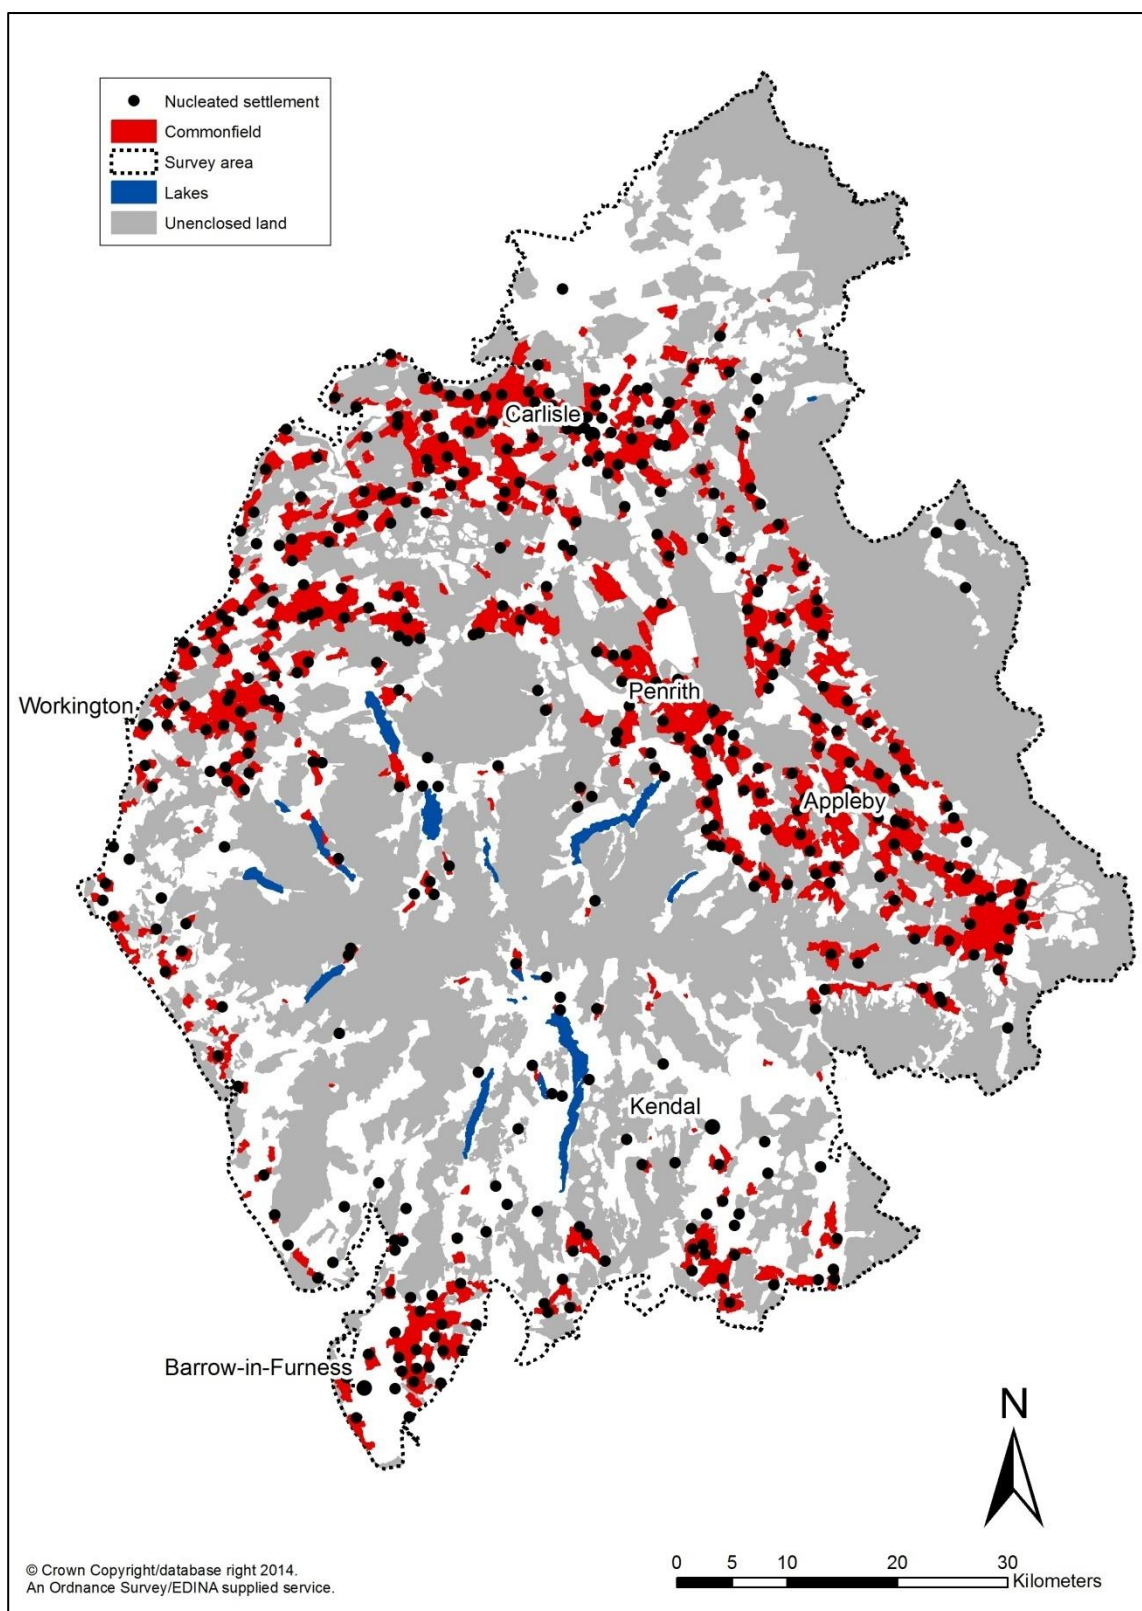 Nucleated settlement
Commonfield
Survey area
Lakes
Unenclosed land
Carlisle
Penrith
Workington
Appleby
Kendal
Barrow-in-Furness
N
0 5 10 20 30
Kilometers
© Crown Copyright/database right 2014.
An Ordnance Survey/EDINA supplied service.